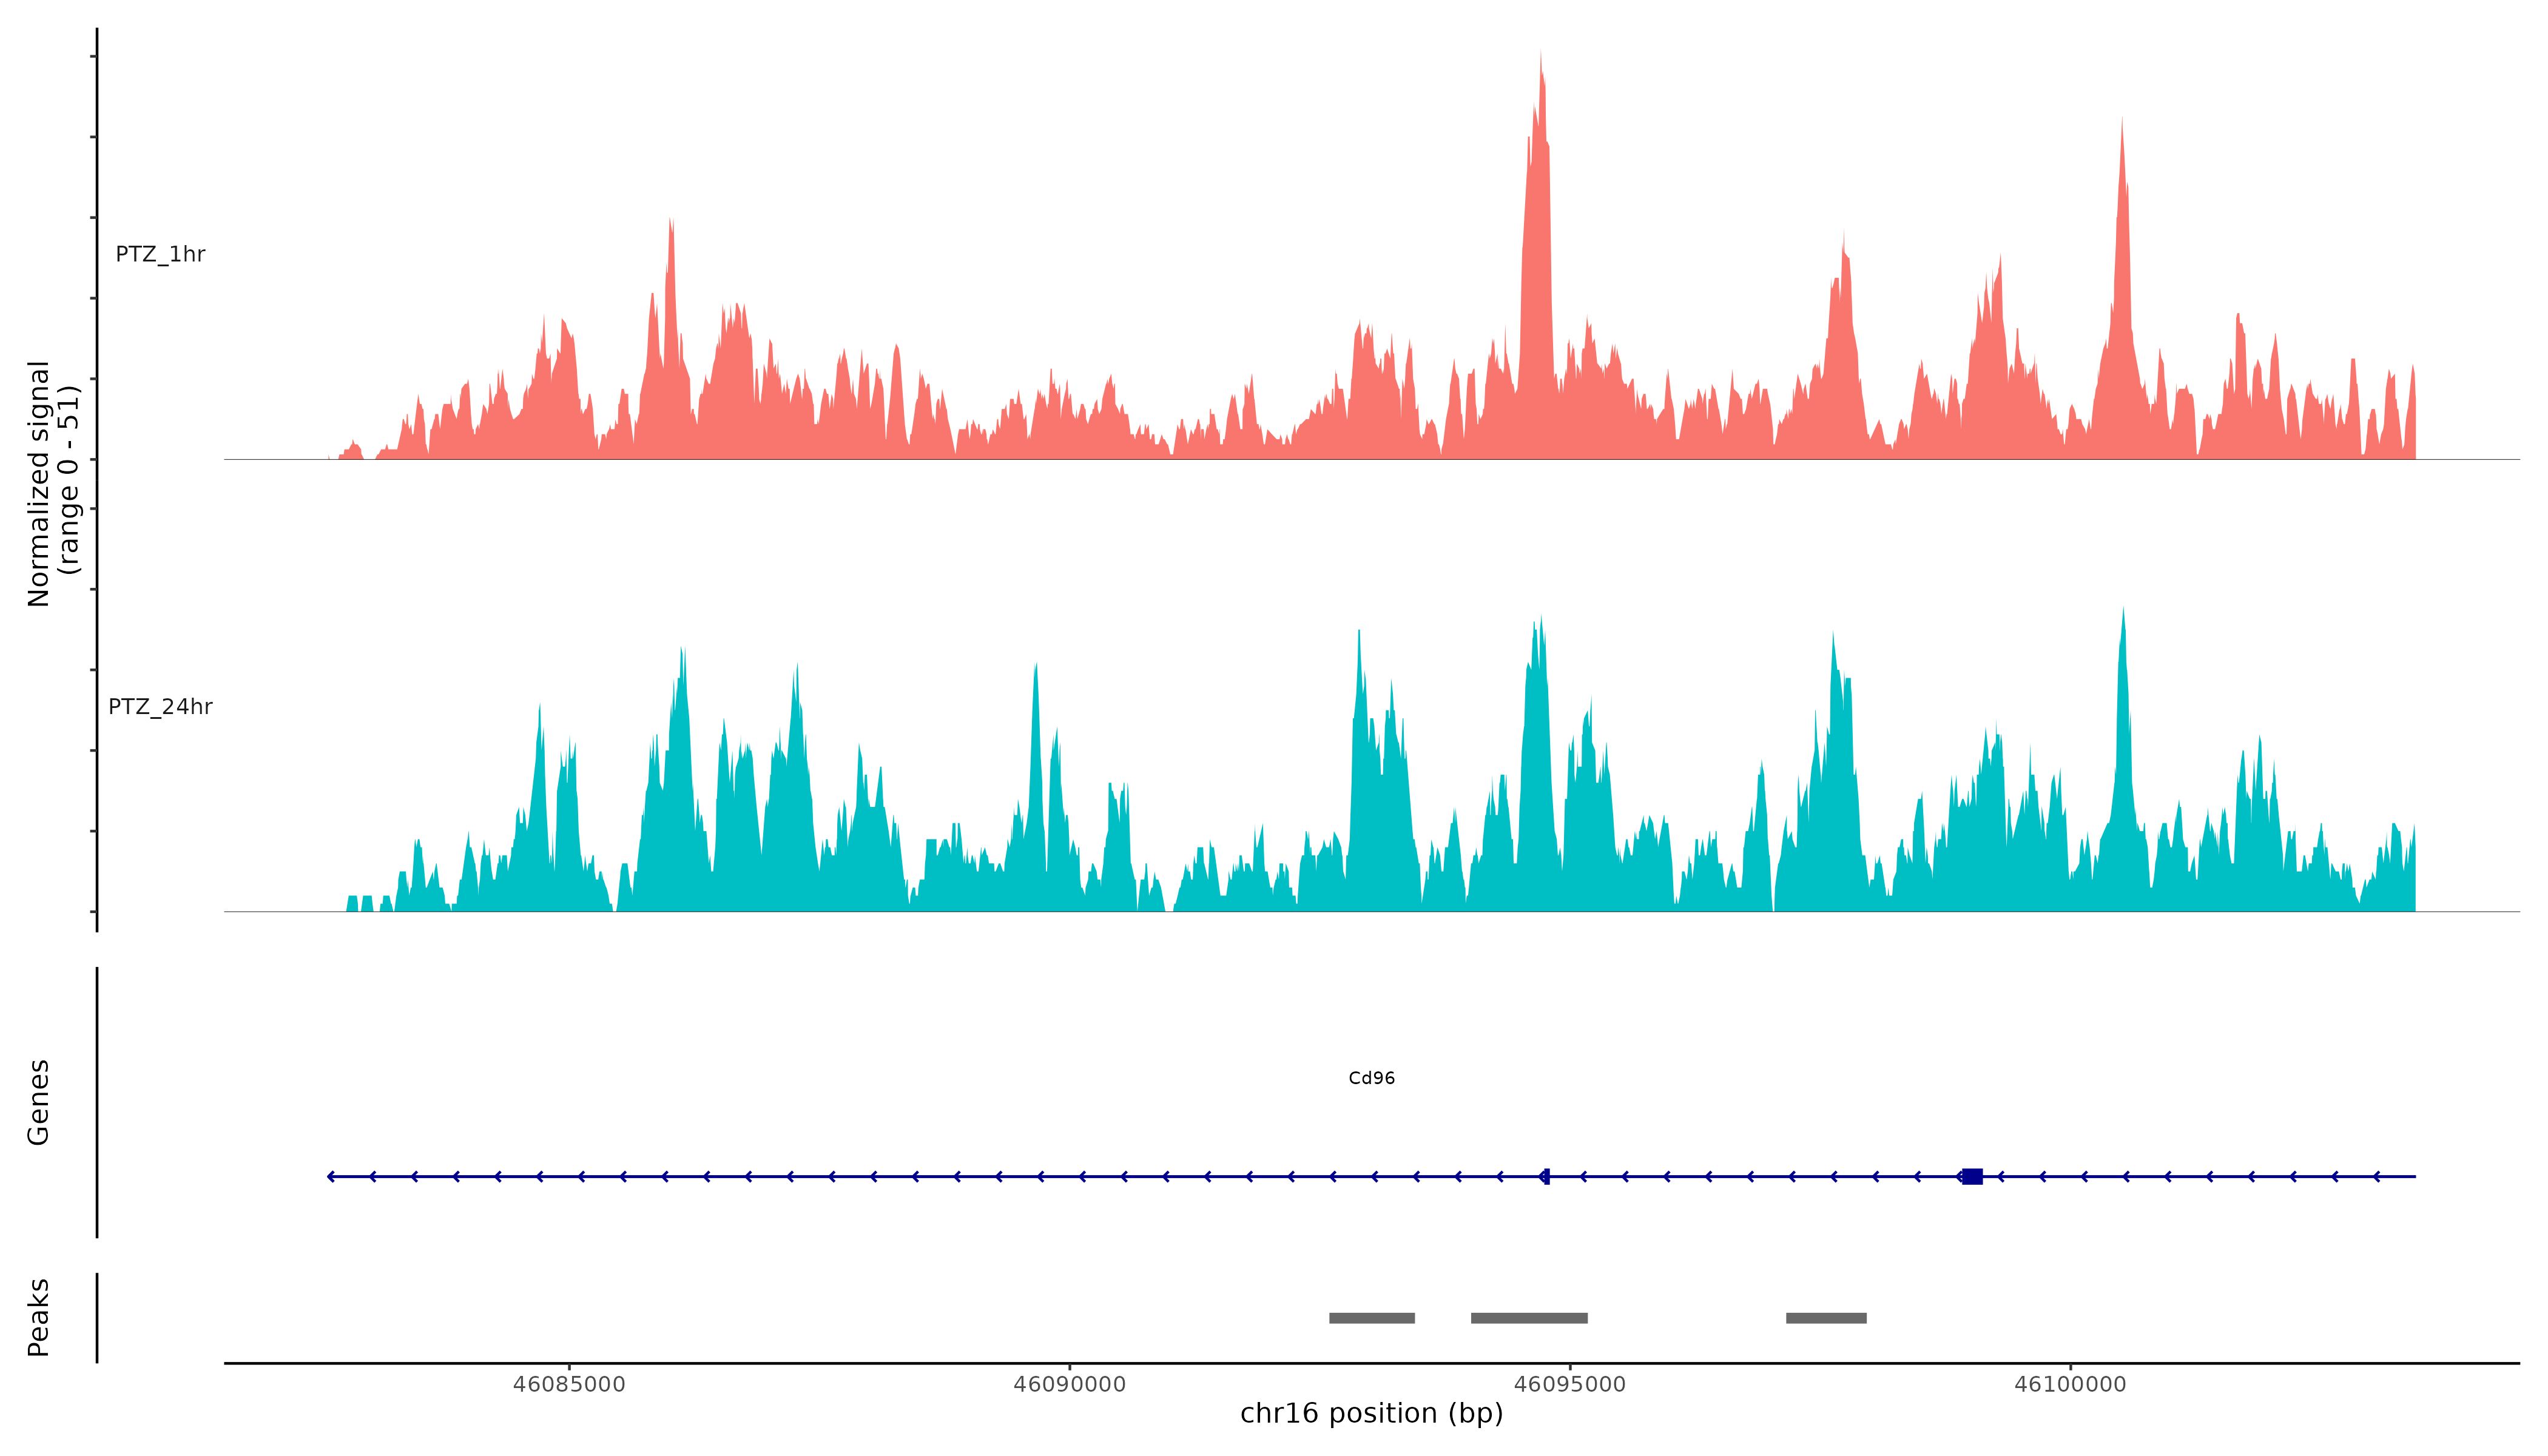 Normalized signal
(range 0 - 51)
PTZ_1hr
PTZ_24hr
Genes
Cd96
Peaks
46085000 46090000 46095000 46100000
chr16 position (bp)